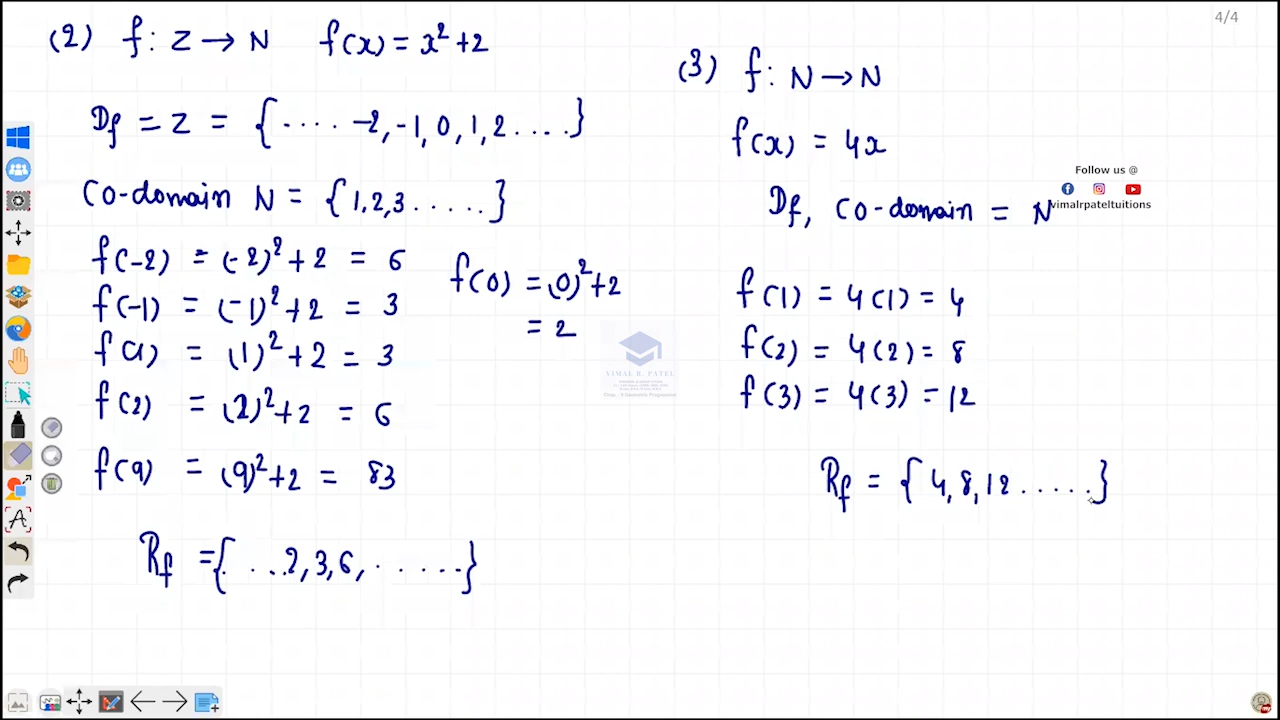 4/4
(2) f: Z → N f(x) = x²+2
Df = Z = {.... -2, -1, 0, 1, 2 ....}
Co-domain N = {1,2,3 .....}
f(-2) = (-2)²+2 = 6
f(-1) = (-1)²+2 = 3
f(1) = (1)²+2 = 3
f(2) = (2)²+2 = 6
f(9) = (9)²+2 = 83
Rf = {. ...2, 3, 6, ......}
f(0) = (0)²+2
= 2
VIMAL R. PATEL
(3) f: N → N
f(x) = 4x
Follow us @
vimalrpateltuitions
Df, Co-domain = N
f(1) = 4(1) = 4
f(2) = 4(2) = 8
f(3) = 4(3) = 12
Rf = {4, 8, 12 .....}